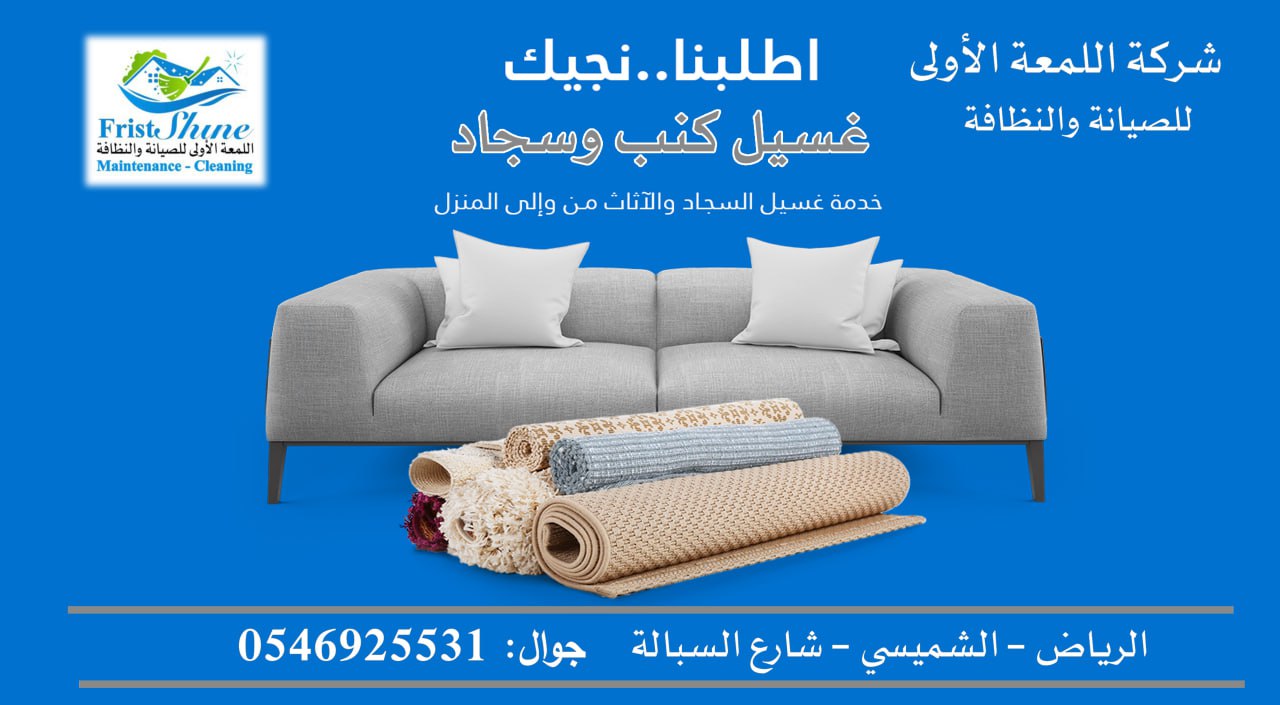 شركة اللمعة الأولى
للصيانة والنظافة
اطلبنا..نجيك
غسيل كنب وسجاد
خدمة غسيل السجاد والآثاث من وإلى المنزل
Frist Shine
اللمعة الأولى للصيانة والنظافة
Maintenance - Cleaning
الرياض – الشميسي – شارع السبالة جوال: 0546925531